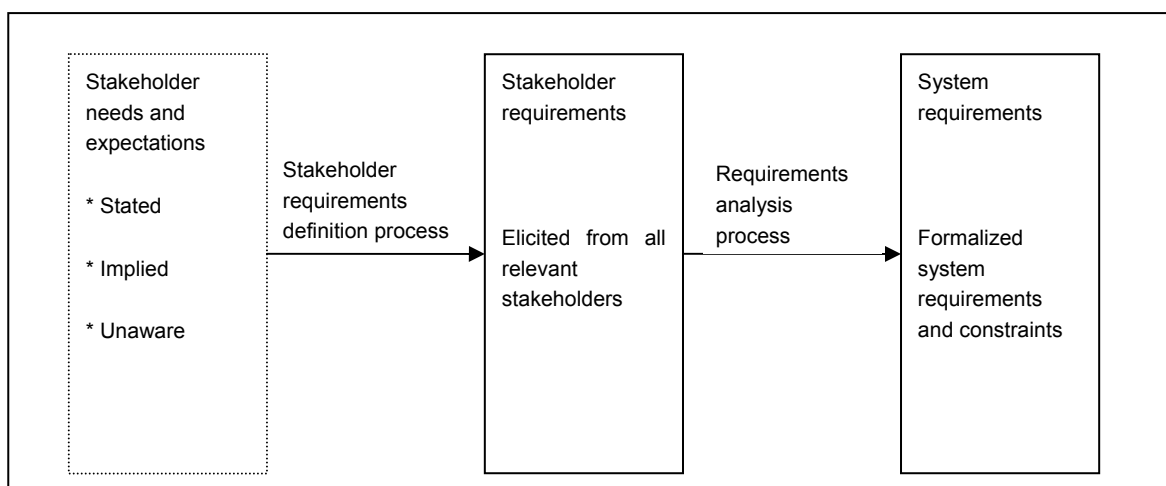 Stakeholder
needs and
expectations
* Stated
* Implied
* Unaware
Stakeholder
requirements
definition process
Stakeholder
requirements
Elicited from all
relevant
stakeholders
Requirements
analysis
process
System
requirements
Formalized
system
requirements
and constraints